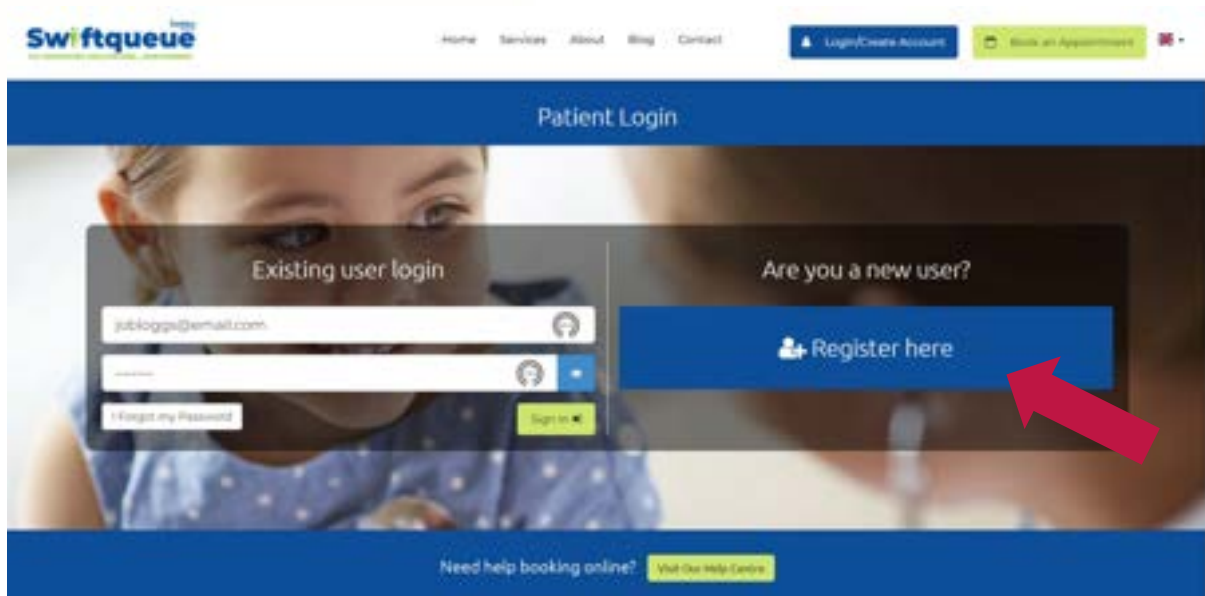 Swiftqueue
Home Services About Blog Contact
Login/Create Account
Book an Appointment
Patient Login
Existing user login
Are you a new user?
jobloggs@email.com
Register here
I Forgot my Password
Sign In
Need help booking online?
Visit Our Help Centre